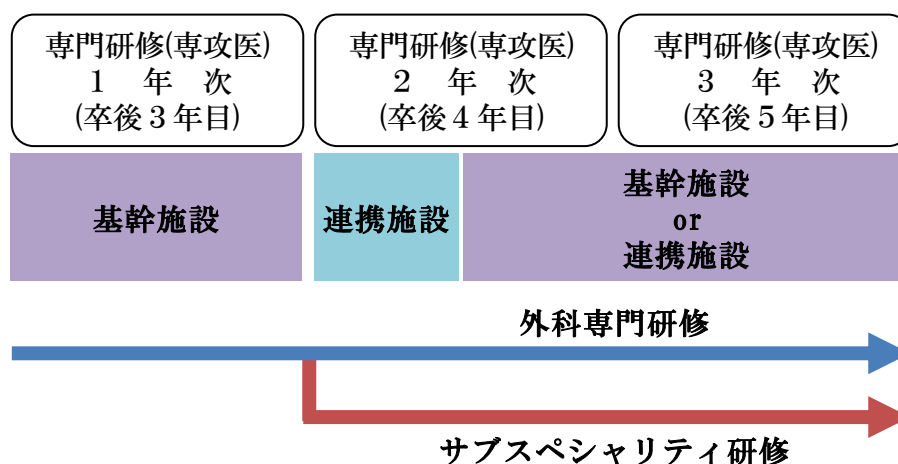 専門研修(専攻医)
1 年 次
(卒後3年目)
専門研修(専攻医)
2 年 次
(卒後4年目)
専門研修(専攻医)
3 年 次
(卒後5年目)
基幹施設
連携施設
基幹施設
or
連携施設
外科専門研修
サブスペシャリティ研修